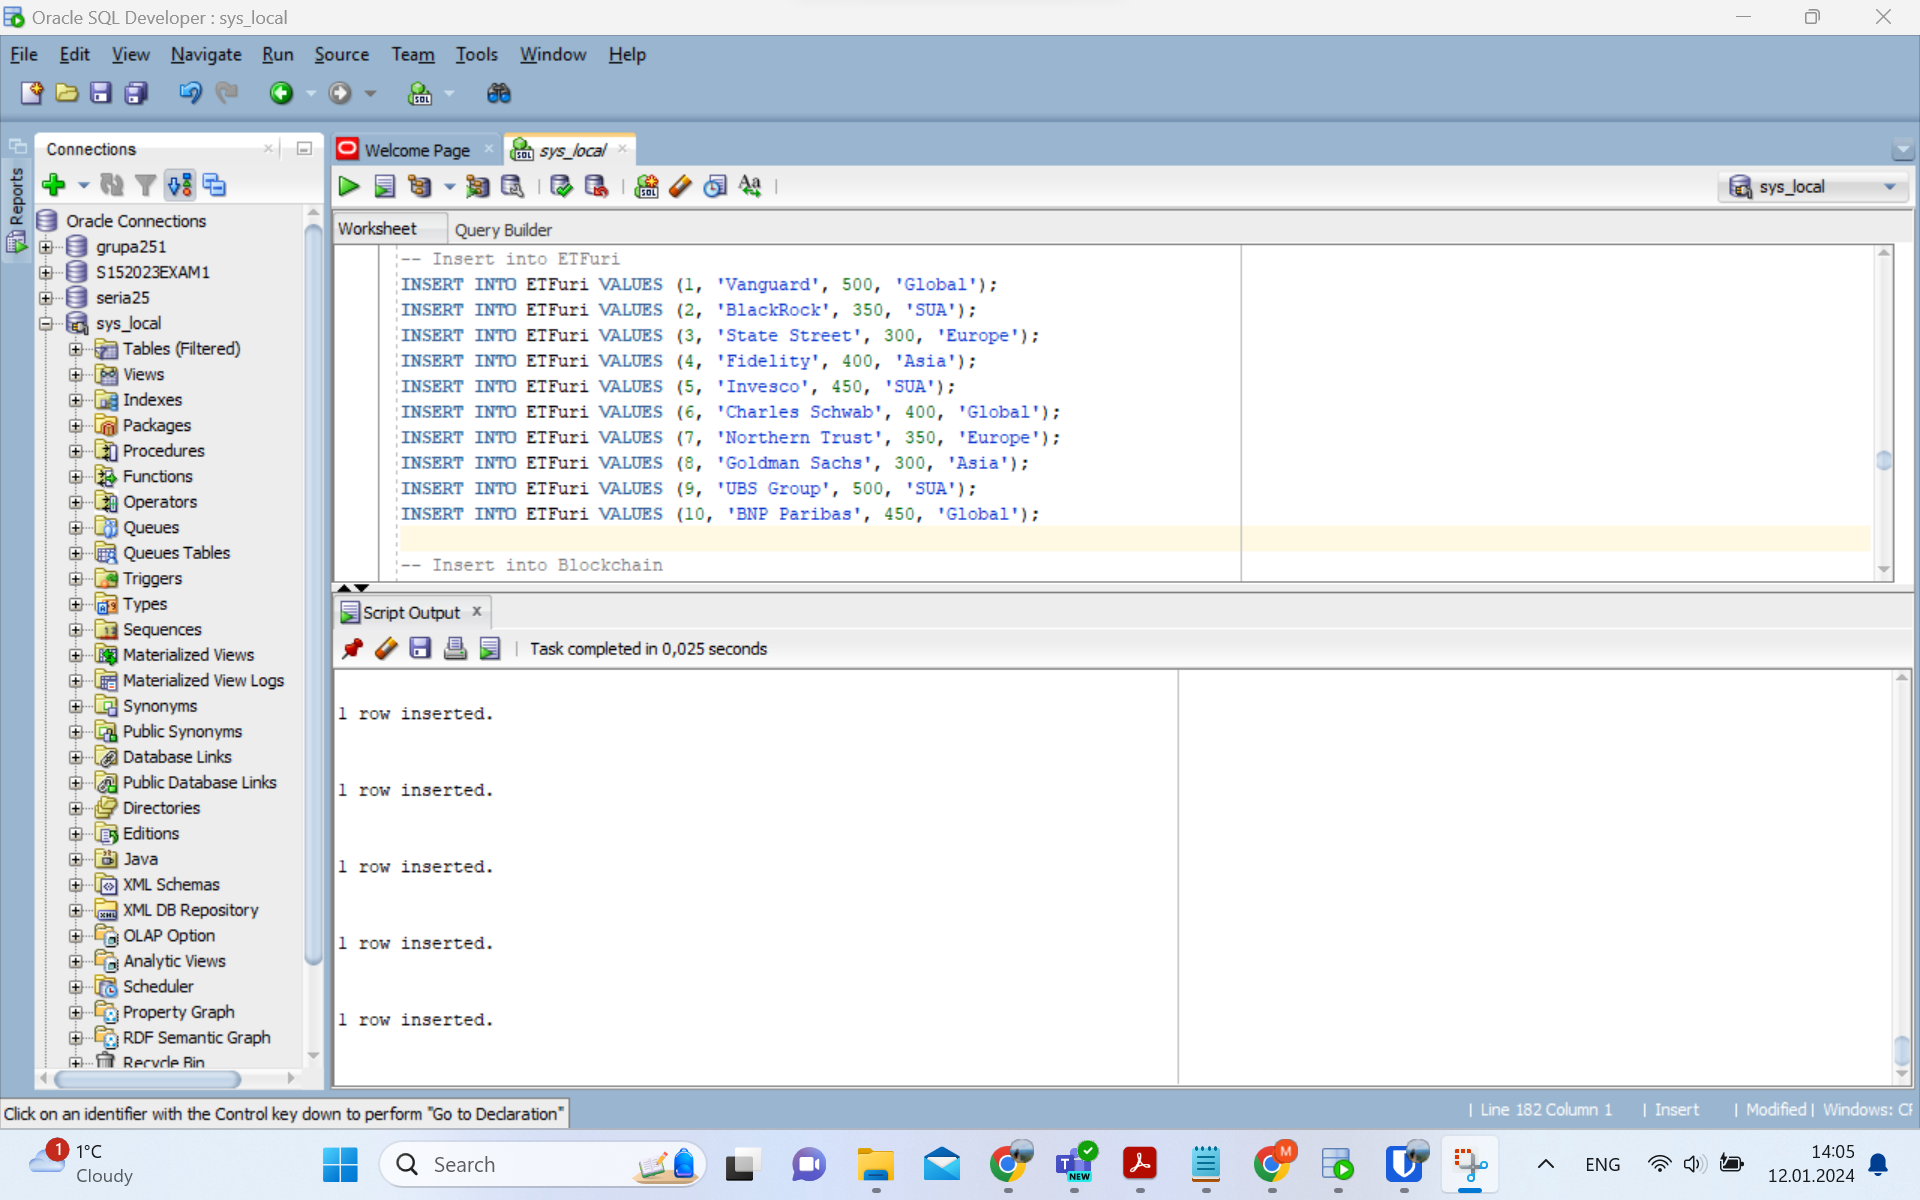 Oracle SQL Developer : sys_local
File Edit View Navigate Run Source Team Tools Window Help
Reports
Connections
Oracle Connections
grupa251
S152023EXAM1
seria25
sys_local
Tables (Filtered)
Views
Indexes
Packages
Procedures
Functions
Operators
Queues
Queues Tables
Triggers
Types
Sequences
Materialized Views
Materialized View Logs
Synonyms
Public Synonyms
Database Links
Public Database Links
Directories
Editions
Java
XML Schemas
XML DB Repository
OLAP Option
Analytic Views
Scheduler
Property Graph
RDF Semantic Graph
Recycle Bin
Welcome Page
sys_local
sys_local
Worksheet Query Builder
-- Insert into ETFuri
INSERT INTO ETFuri VALUES (1, 'Vanguard', 500, 'Global');
INSERT INTO ETFuri VALUES (2, 'BlackRock', 350, 'SUA');
INSERT INTO ETFuri VALUES (3, 'State Street', 300, 'Europe');
INSERT INTO ETFuri VALUES (4, 'Fidelity', 400, 'Asia');
INSERT INTO ETFuri VALUES (5, 'Invesco', 450, 'SUA');
INSERT INTO ETFuri VALUES (6, 'Charles Schwab', 400, 'Global');
INSERT INTO ETFuri VALUES (7, 'Northern Trust', 350, 'Europe');
INSERT INTO ETFuri VALUES (8, 'Goldman Sachs', 300, 'Asia');
INSERT INTO ETFuri VALUES (9, 'UBS Group', 500, 'SUA');
INSERT INTO ETFuri VALUES (10, 'BNP Paribas', 450, 'Global');
-- Insert into Blockchain
Script Output
Task completed in 0,025 seconds
1 row inserted.
1 row inserted.
1 row inserted.
1 row inserted.
1 row inserted.
Click on an identifier with the Control key down to perform "Go to Declaration"
| Line 182 Column 1 | Insert | Modified | Windows: CF
1
1°C
Cloudy
Search
NEW
M
ENG
14:05
12.01.2024